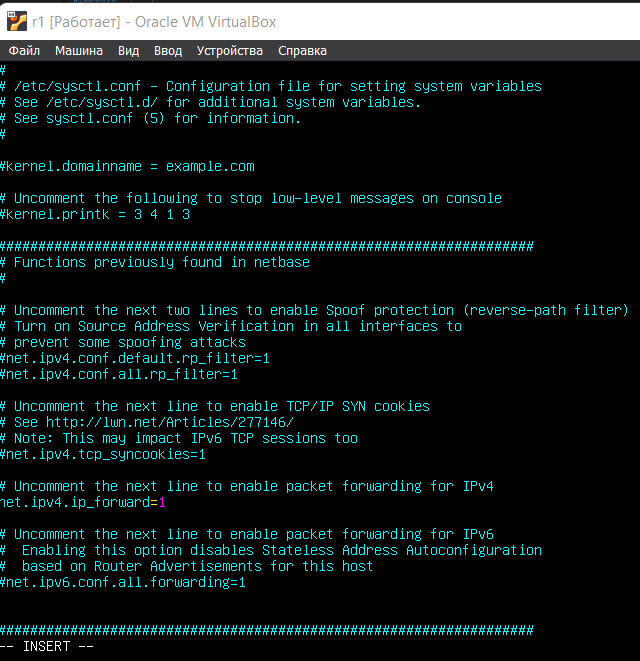 r1 [Работает] - Oracle VM VirtualBox
Файл Машина Вид Ввод Устройства Справка
#
# /etc/sysctl.conf - Configuration file for setting system variables
# See /etc/sysctl.d/ for additional system variables.
# See sysctl.conf (5) for information.
#
#kernel.domainname = example.com
# Uncomment the following to stop low-level messages on console
#kernel.printk = 3 4 1 3
###################################################################
# Functions previously found in netbase
#
# Uncomment the next two lines to enable Spoof protection (reverse-path filter)
# Turn on Source Address Verification in all interfaces to
# prevent some spoofing attacks
#net.ipv4.conf.default.rp_filter=1
#net.ipv4.conf.all.rp_filter=1
# Uncomment the next line to enable TCP/IP SYN cookies
# See http://lwn.net/Articles/277146/
# Note: This may impact IPv6 TCP sessions too
#net.ipv4.tcp_syncookies=1
# Uncomment the next line to enable packet forwarding for IPv4
net.ipv4.ip_forward=1
# Uncomment the next line to enable packet forwarding for IPv6
#  Enabling this option disables Stateless Address Autoconfiguration
#  based on Router Advertisements for this host
#net.ipv6.conf.all.forwarding=1
###################################################################
-- INSERT --